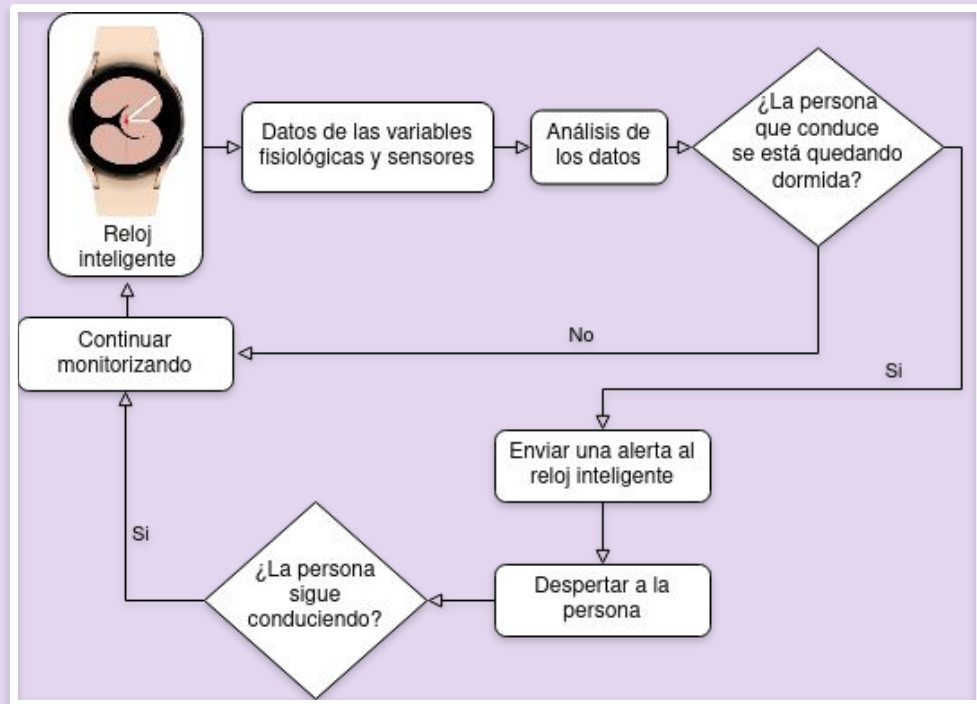 Reloj
inteligente
Datos de las variables
fisiológicas y sensores
Análisis de
los datos
¿La persona
que conduce
se está quedando
dormida?
No
Si
Continuar
monitorizando
Enviar una alerta al
reloj inteligente
Despertar a la
persona
¿La persona
sigue
conduciendo?
Si